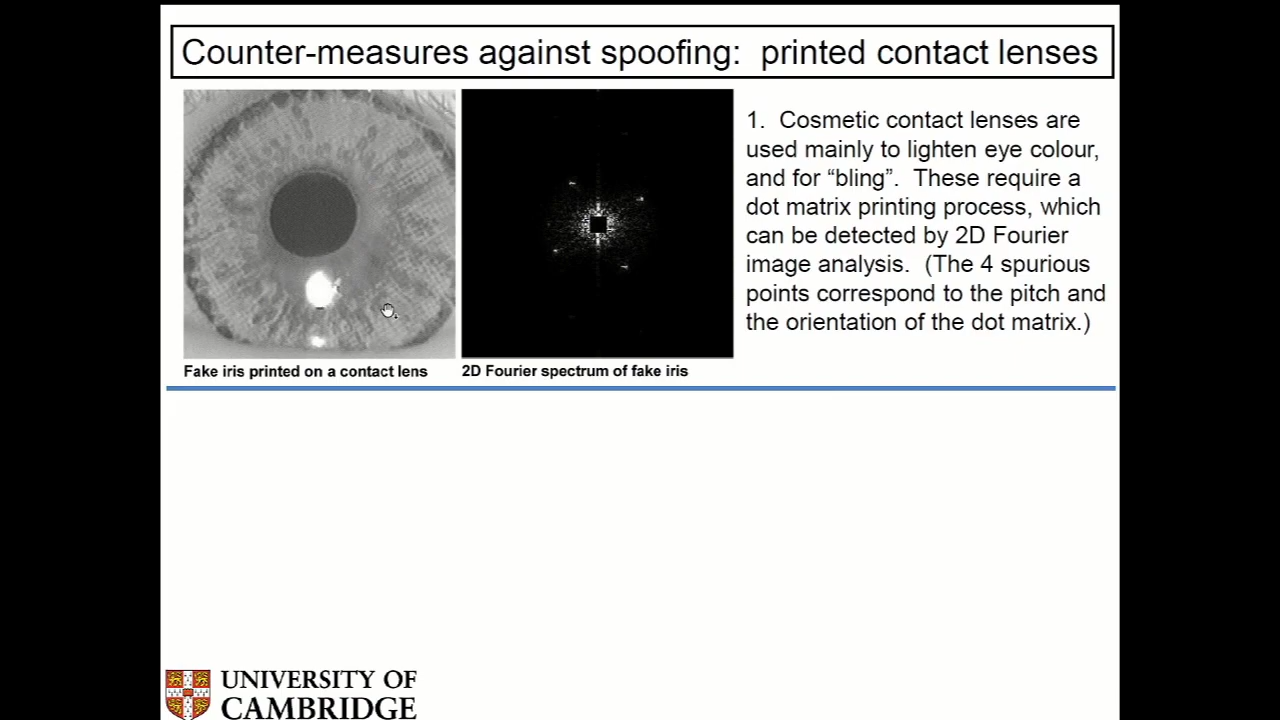 Counter-measures against spoofing: printed contact lenses
1. Cosmetic contact lenses are
used mainly to lighten eye colour,
and for “bling”. These require a
dot matrix printing process, which
can be detected by 2D Fourier
image analysis. (The 4 spurious
points correspond to the pitch and
the orientation of the dot matrix.)
Fake iris printed on a contact lens
2D Fourier spectrum of fake iris
UNIVERSITY OF
CAMBRIDGE